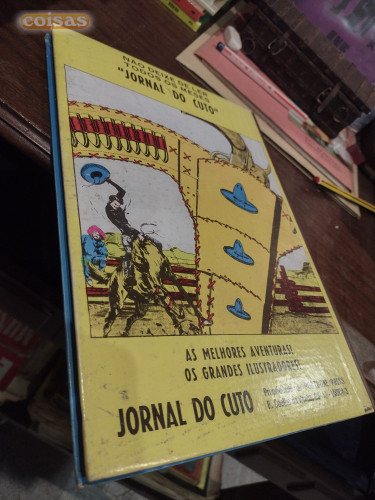 coisas
NÃO DEIXE DE LER
TODOS OS MESES
"JORNAL DO CUTO"
AS MELHORES AVENTURAS!
OS GRANDES ILUSTRADORES!
JORNAL DO CUTO